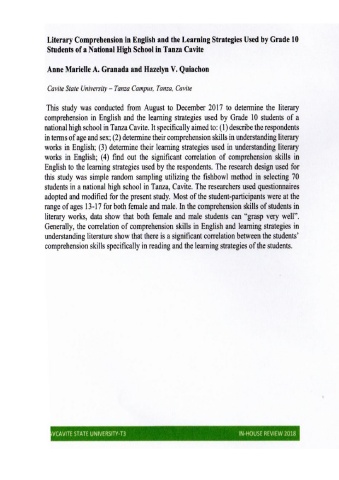 Literary Comprehension in English and the Learning Strategies Used by Grade 10
Students of a National High School in Tanza Cavite
Anne Marielle A. Granada and Hazelyn V. Quiachon
Cavite State University – Tanza Campus, Tanza, Cavite
This study was conducted from August to December 2017 to determine the literary
comprehension in English and the learning strategies used by Grade 10 students of a
national high school in Tanza Cavite. It specifically aimed to: (1) describe the respondents
in terms of age and sex; (2) determine their comprehension skills in understanding literary
works in English; (3) determine their learning strategies used in understanding literary
works in English; (4) find out the significant correlation of comprehension skills in
English to the learning strategies used by the respondents. The research design used for
this study was simple random sampling utilizing the fishbowl method in selecting 70
students in a national high school in Tanza, Cavite. The researchers used questionnaires
adopted and modified for the present study. Most of the student-participants were at the
range of ages 13-17 for both female and male. In the comprehension skills of students in
literary works, data show that both female and male students can “grasp very well”.
Generally, the correlation of comprehension skills in English and learning strategies in
understanding literature show that there is a significant correlation between the students’
comprehension skills specifically in reading and the learning strategies of the students.
CAVITE STATE UNIVERSITY-T3 IN-HOUSE REVIEW 2018